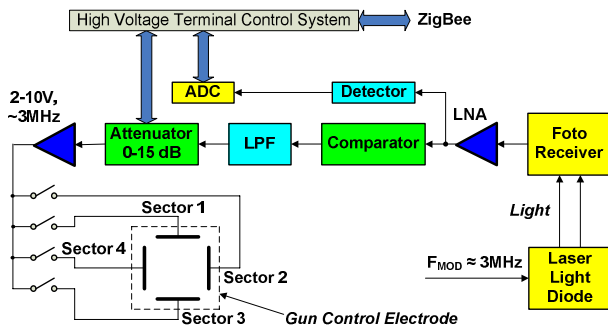 High Voltage Terminal Control System
ZigBee
ADC
Detector
2-10V,
~3MHz
LNA
Attenuator
0-15 dB
LPF
Comparator
Foto
Receiver
Light
Sector 1
Sector 4
Sector 2
Sector 3
Gun Control Electrode
FMOD ≈ 3MHz
Laser
Light
Diode